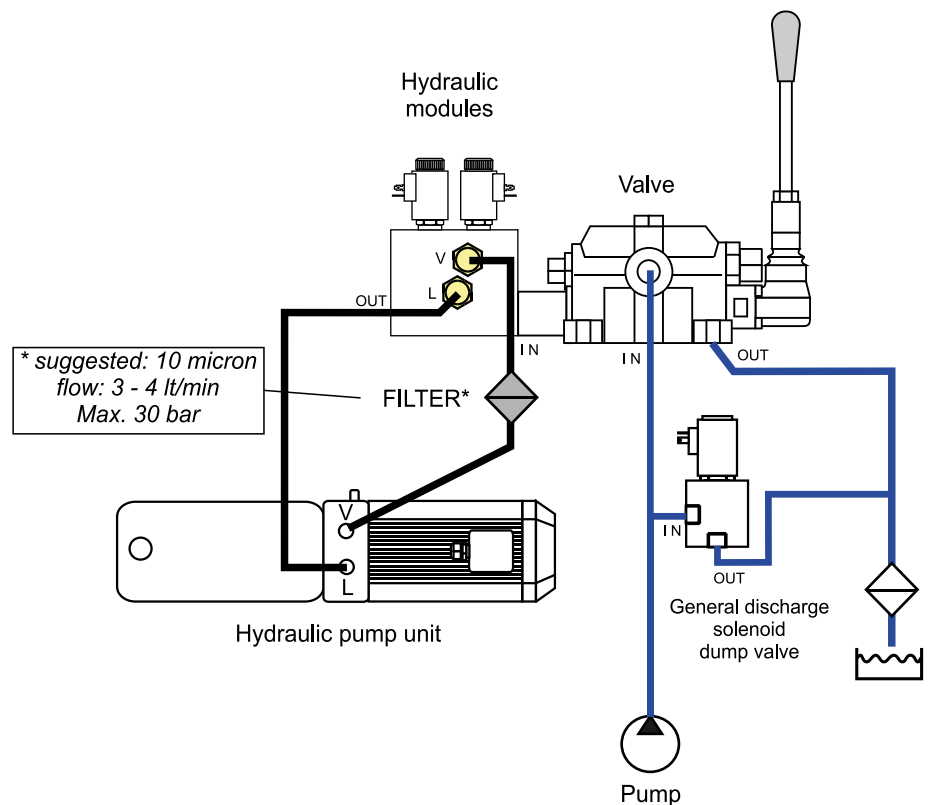 Hydraulic
modules
Valve
V
L
OUT
IN
IN
OUT
* suggested: 10 micron
flow: 3 - 4 lt/min
Max. 30 bar
FILTER*
V
L
IN
OUT
Hydraulic pump unit
General discharge
solenoid
dump valve
Pump